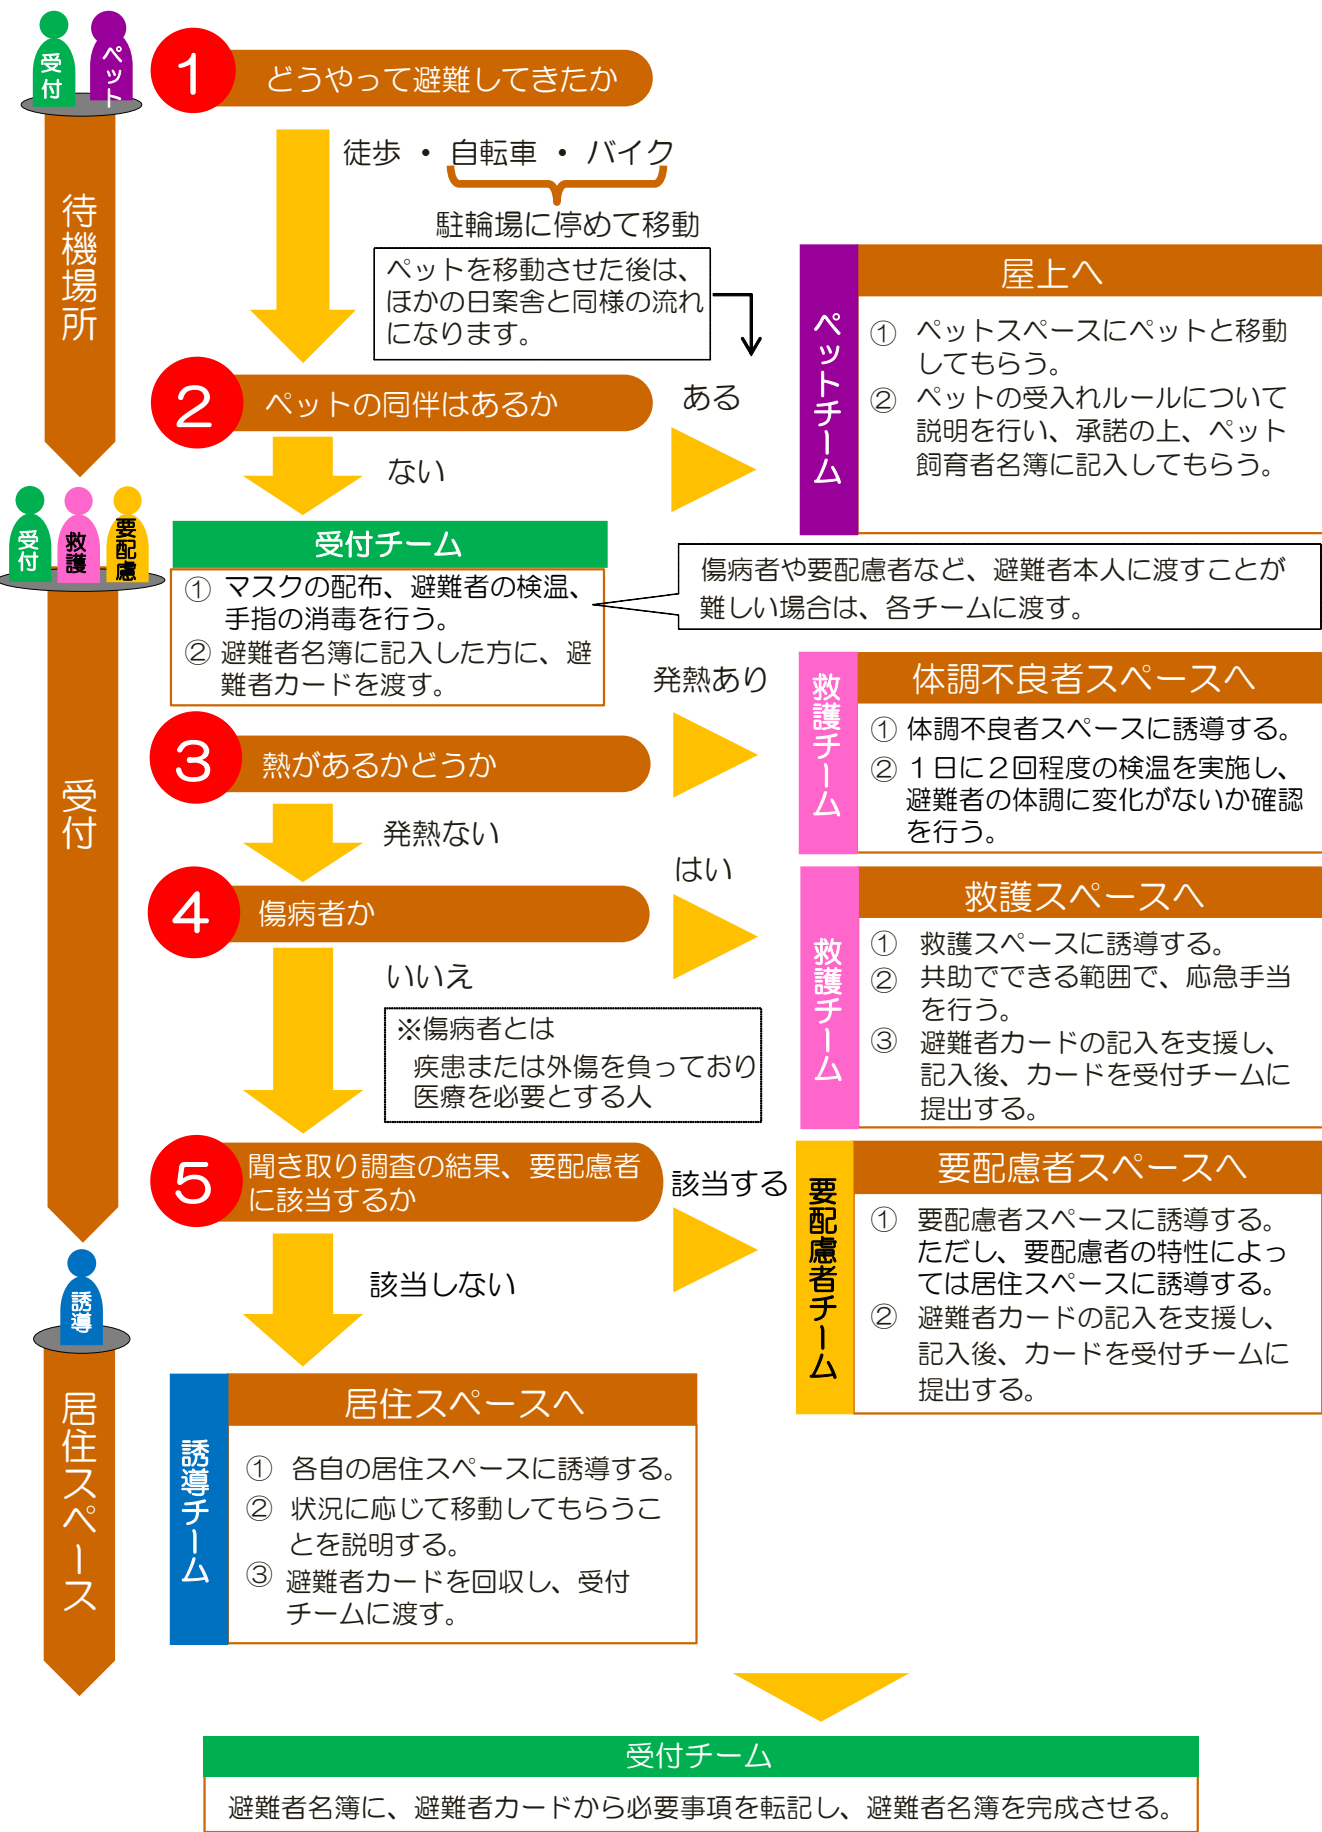 受付
ペット
1
どうやって避難してきたか
徒歩 ・ 自転車 ・ バイク
駐輪場に停めて移動
待機場所
ペットを移動させた後は、
ほかの日案舎と同様の流れ
になります。
2
ペットの同伴はあるか
ある
ない
ペットチーム
屋上へ
① ペットスペースにペットと移動
してもらう。
② ペットの受入れルールについて
説明を行い、承諾の上、ペット
飼育者名簿に記入してもらう。
受付
救護
要配慮
受付チーム
① マスクの配布、避難者の検温、
手指の消毒を行う。
② 避難者名簿に記入した方に、避
難者カードを渡す。
傷病者や要配慮者など、避難者本人に渡すことが
難しい場合は、各チームに渡す。
受付
3
熱があるかどうか
発熱あり
発熱ない
救護チーム
体調不良者スペースへ
① 体調不良者スペースに誘導する。
② 1日に2回程度の検温を実施し、
避難者の体調に変化がないか確認
を行う。
4
傷病者か
はい
いいえ
※傷病者とは
疾患または外傷を負っており
医療を必要とする人
救護チーム
救護スペースへ
① 救護スペースに誘導する。
② 共助でできる範囲で、応急手当
を行う。
③ 避難者カードの記入を支援し、
記入後、カードを受付チームに
提出する。
5
聞き取り調査の結果、要配慮者
に該当するか
該当する
該当しない
要配慮者チーム
要配慮者スペースへ
① 要配慮者スペースに誘導する。
ただし、要配慮者の特性によっ
ては居住スペースに誘導する。
② 避難者カードの記入を支援し、
記入後、カードを受付チームに
提出する。
誘導
居住スペース
誘導チーム
居住スペースへ
① 各自の居住スペースに誘導する。
② 状況に応じて移動してもらうこ
とを説明する。
③ 避難者カードを回収し、受付
チームに渡す。
受付チーム
避難者名簿に、避難者カードから必要事項を転記し、避難者名簿を完成させる。